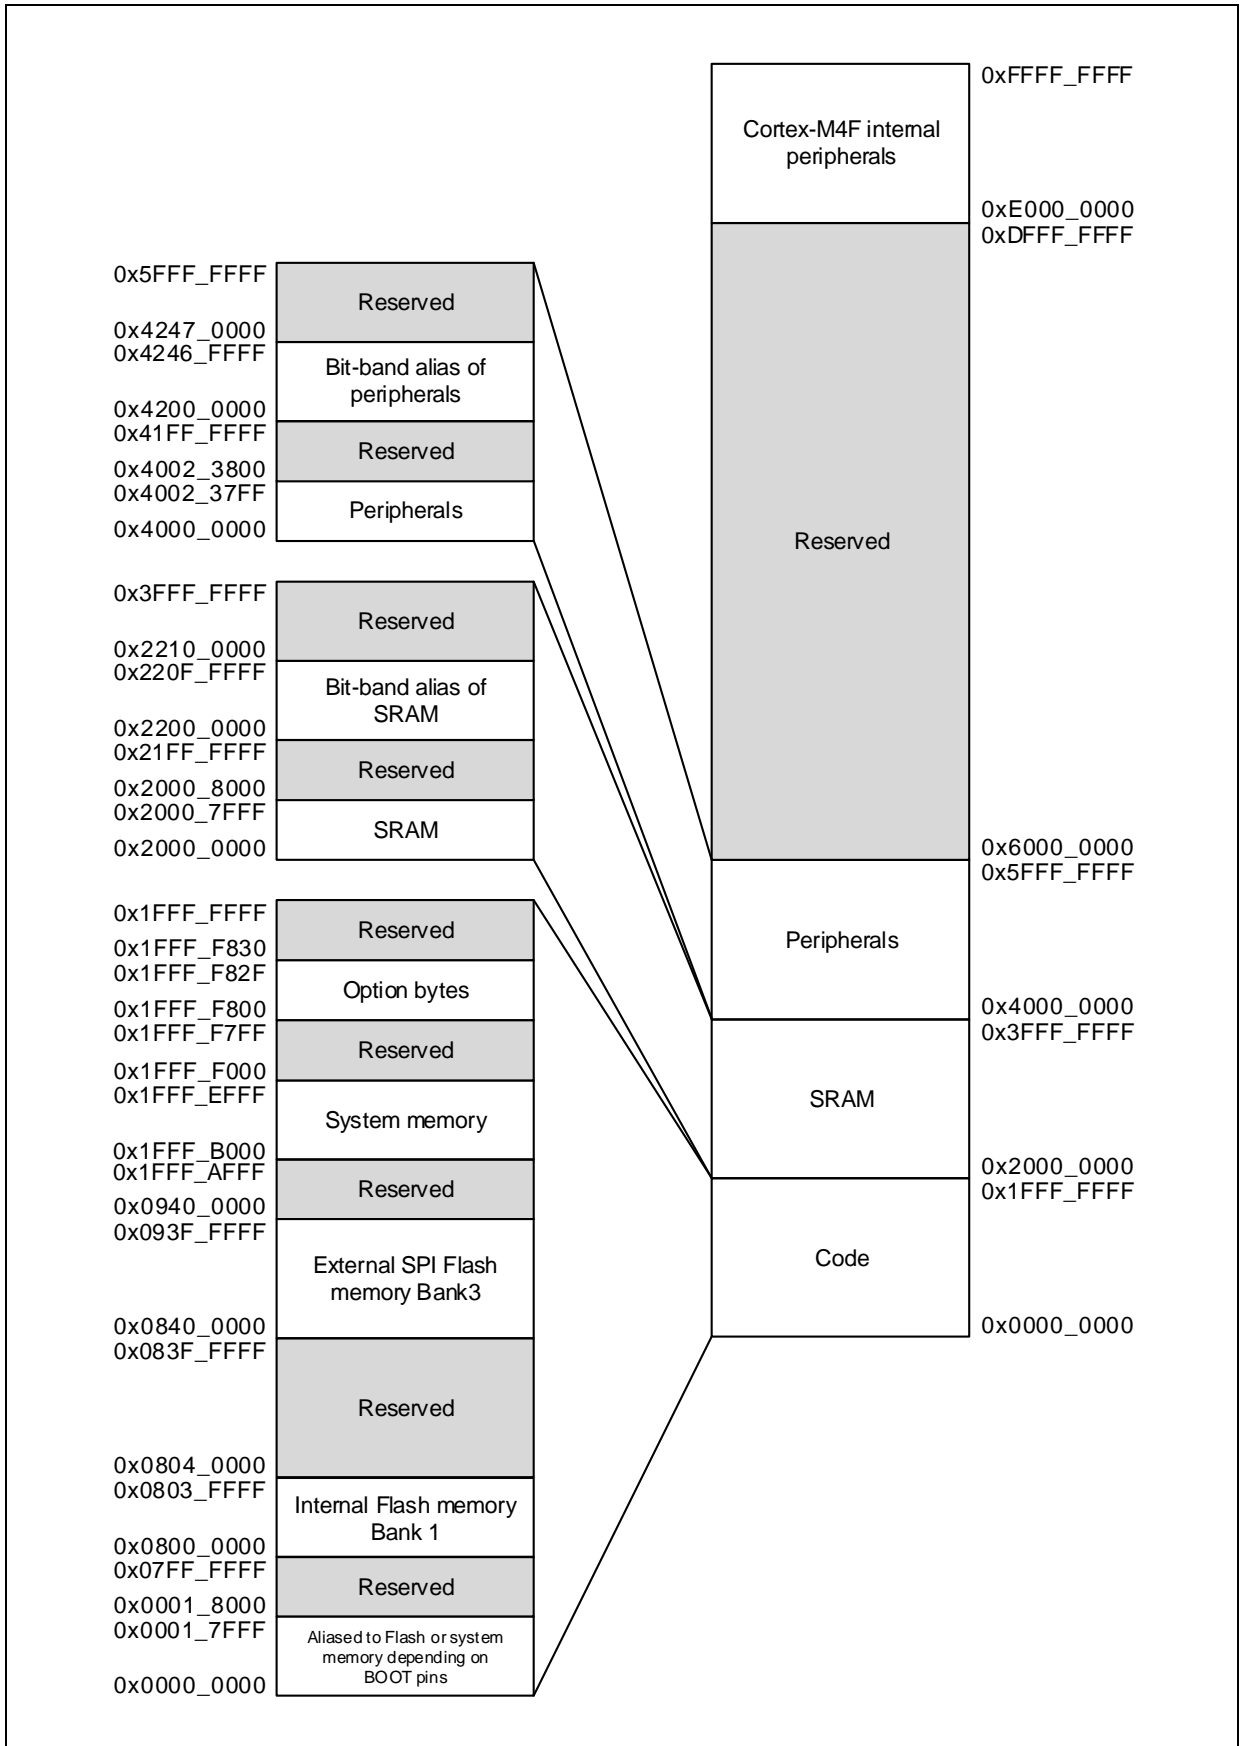 0xFFFF_FFFF
Cortex-M4F internal
peripherals
0xE000_0000
0xDFFF_FFFF
Reserved
0x6000_0000
0x5FFF_FFFF
Peripherals
0x4000_0000
0x3FFF_FFFF
SRAM
0x2000_0000
0x1FFF_FFFF
Code
0x0000_0000
0x5FFF_FFFF
Reserved
0x4247_0000
0x4246_FFFF
Bit-band alias of
peripherals
0x4200_0000
0x41FF_FFFF
Reserved
0x4002_3800
0x4002_37FF
Peripherals
0x4000_0000
0x3FFF_FFFF
Reserved
0x2210_0000
0x220F_FFFF
Bit-band alias of
SRAM
0x2200_0000
0x21FF_FFFF
Reserved
0x2000_8000
0x2000_7FFF
SRAM
0x2000_0000
0x1FFF_FFFF
Reserved
0x1FFF_F830
0x1FFF_F82F
Option bytes
0x1FFF_F800
0x1FFF_F7FF
Reserved
0x1FFF_F000
0x1FFF_EFFF
System memory
0x1FFF_B000
0x1FFF_AFFF
Reserved
0x0940_0000
0x093F_FFFF
External SPI Flash
memory Bank3
0x0840_0000
0x083F_FFFF
Reserved
0x0804_0000
0x0803_FFFF
Internal Flash memory
Bank 1
0x0800_0000
0x07FF_FFFF
Reserved
0x0001_8000
0x0001_7FFF
Aliased to Flash or system
memory depending on
BOOT pins
0x0000_0000